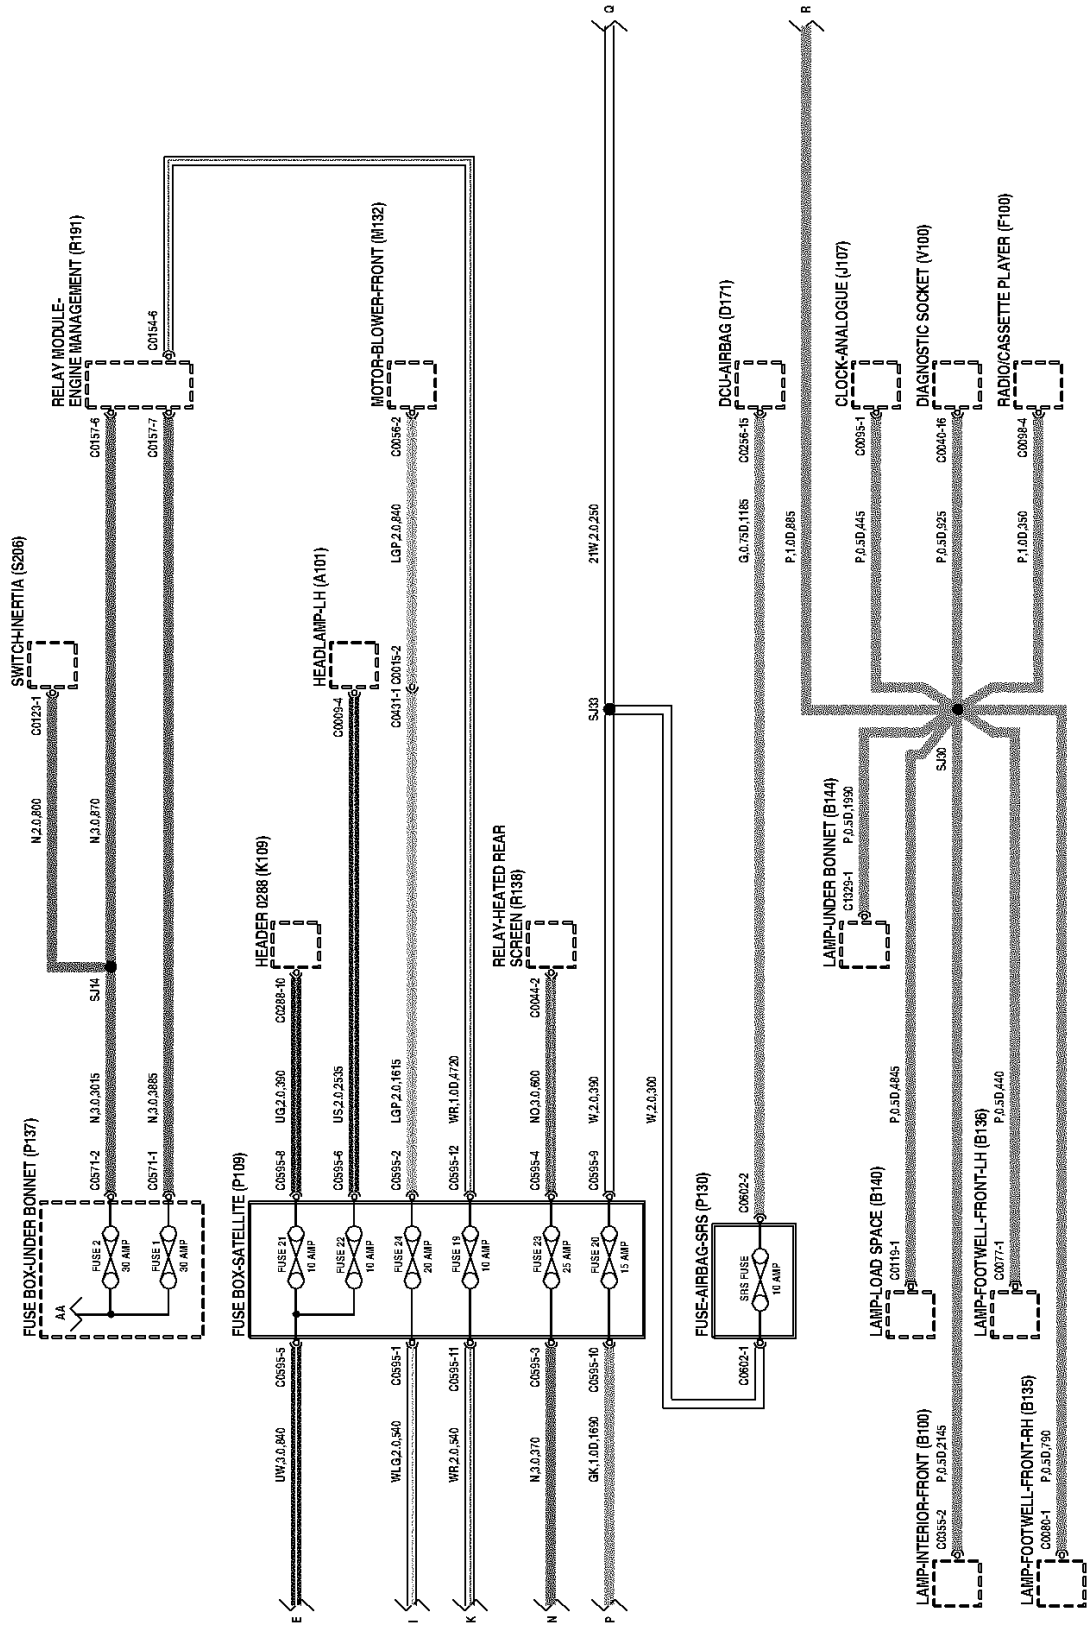 SWITCH-INERTIA (S206)
C0123-1
N,2.0,800
SJ14
RELAY MODULE-
ENGINE MANAGEMENT (R191)
C0157-6
C0157-7
C0154-6
N,3.0,870
FUSE BOX-UNDER BONNET (P137)
AA
FUSE 2
30 AMP
FUSE 1
30 AMP
C0571-2
N,3.0,3015
C0571-1
N,3.0,3885
HEADER 0288 (K109)
C0288-10
UG,2.0,390
HEADLAMP-LH (A101)
C0009-4
US,2.0,2535
MOTOR-BLOWER-FRONT (M132)
C0056-2
LGP,2.0,840
C0431-1 C0015-2
LGP,2.0,1615
WR,1.0D,4720
RELAY-HEATED REAR
SCREEN (R138)
C0044-2
NO,3.0,600
W,2.0,390
W,2.0,300
FUSE BOX-SATELLITE (P109)
FUSE 21
10 AMP
FUSE 22
10 AMP
FUSE 24
20 AMP
FUSE 19
10 AMP
FUSE 23
25 AMP
FUSE 20
15 AMP
C0595-8
C0595-6
C0595-2
C0595-12
C0595-4
C0595-9
C0595-5
C0595-1
C0595-11
C0595-3
C0595-10
UW,3.0,840
WLG,2.0,540
WR,2.0,540
N,3.0,370
GK,1.0D,1690
E
I
K
N
P
SJ33
21W,2.0,250
Q
FUSE-AIRBAG-SRS (P130)
SRS FUSE
10 AMP
C0602-1
C0602-2
DCU-AIRBAG (D171)
C0256-15
G,0.75D,1185
P,1.0D,885
R
CLOCK-ANALOGUE (J107)
C0095-1
P,0.5D,445
DIAGNOSTIC SOCKET (V100)
C0040-16
P,0.5D,925
RADIO/CASSETTE PLAYER (F100)
C0098-4
P,1.0D,350
SJ30
LAMP-UNDER BONNET (B144)
C1329-1
P,0.5D,1990
LAMP-LOAD SPACE (B140)
C0119-1
P,0.5D,4845
LAMP-FOOTWELL-FRONT-LH (B136)
C0077-1
P,0.5D,440
LAMP-INTERIOR-FRONT (B100)
C0355-2
P,0.5D,2145
LAMP-FOOTWELL-FRONT-RH (B135)
C0080-1
P,0.5D,790